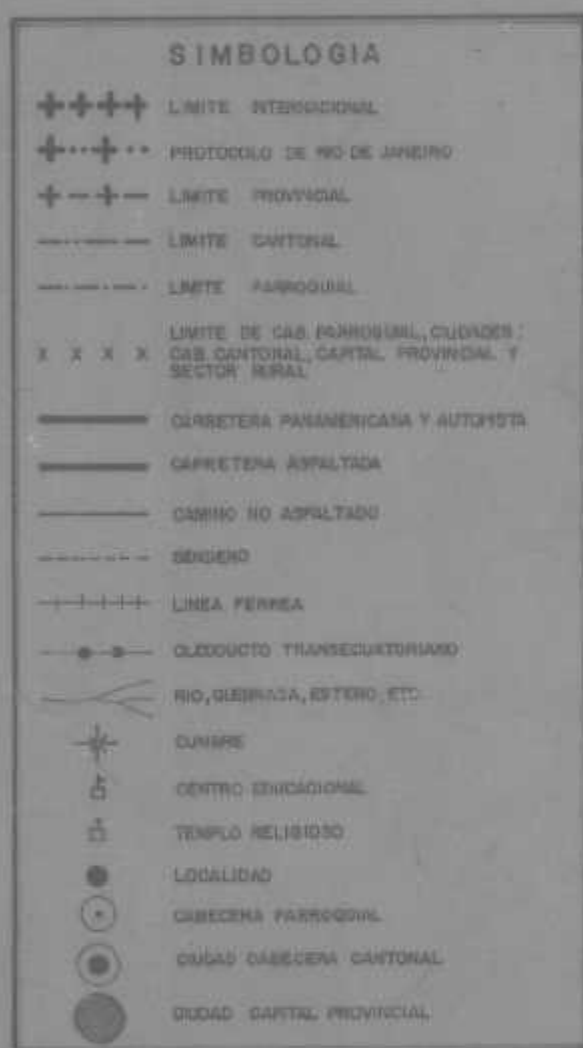 SIMBOLOGIA
LIMITE INTERNACIONAL
PROTOCOLO DE RIO DE JANEIRO
LIMITE PROVINCIAL
LIMITE CANTONAL
LIMITE PARROQUIAL
LIMITE DE CAB. PARROQUIAL, CIUDADES:
X X X X CAB. CANTONAL, CAPITAL PROVINCIAL Y
SECTOR RURAL
CARRETERA PANAMERICANA Y AUTOPISTA
CARRETERA ASFALTADA
CAMINO NO ASFALTADO
SENDERO
LINEA FERREA
OLEODUCTO TRANSECUATORIANO
RIO, QUEBRADA, ESTERO, ETC.
CUMBRE
CENTRO EDUCACIONAL
TEMPLO RELIGIOSO
LOCALIDAD
CABECERA PARROQUIAL
CIUDAD CABECERA CANTONAL
CIUDAD CAPITAL PROVINCIAL